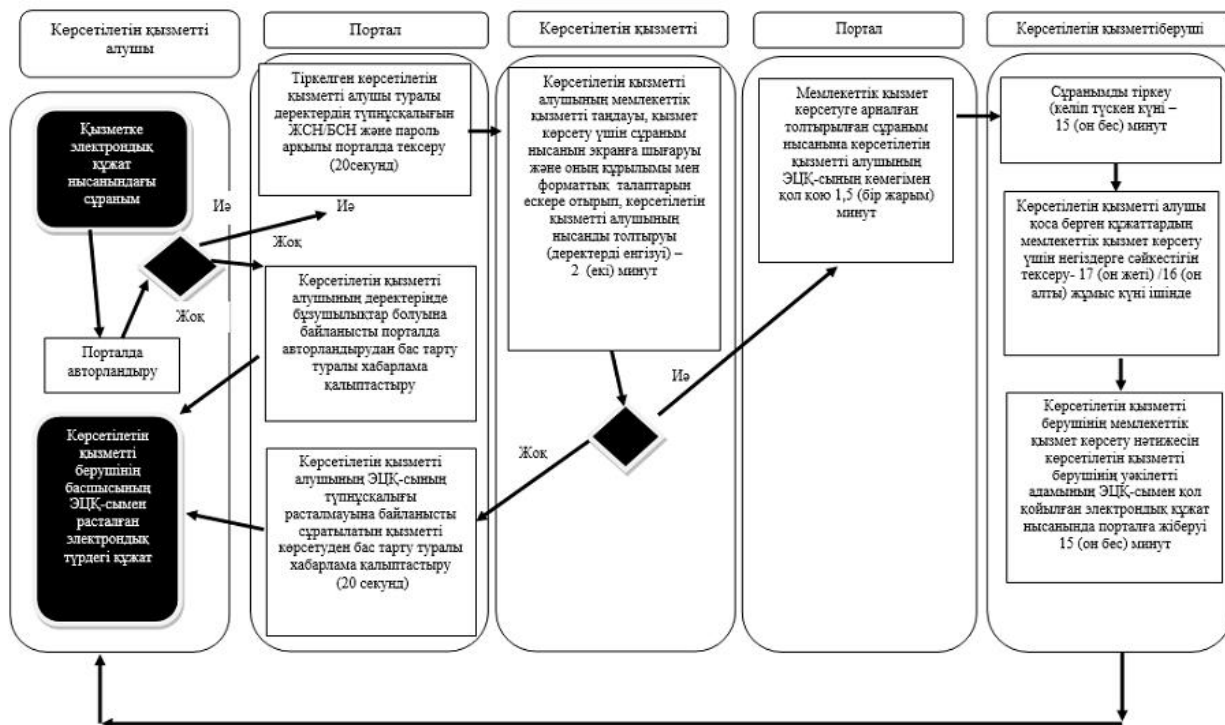 Көрсетілетін қызметті
алушы
Портал
Көрсетілетін қызметті
Портал
Көрсетілетін қызметтіберуші
Қызметке
электрондық
құжат
нысанындағы
сұраным
Иә
Жоқ
Жоқ
Порталда
авторландыру
Көрсетілетін
қызметті
берушінің
басшысының
ЭЦҚ-сымен
расталған
электрондық
түрдегі құжат
Тіркелген көрсетілетін
қызметті алушы туралы
деректердің түпнұсқалығын
ЖСН/БСН және пароль
арқылы порталда тексеру
(20секунд)
Иә
Көрсетілетін қызметті
алушының деректерінде
бұзушылықтар болуына
байланысты порталда
авторландырудан бас тарту
туралы хабарлама
қалыптастыру
Көрсетілетін қызметті
алушының ЭЦҚ-сының
түпнұсқалығы
расталмауына байланысты
сұратылатын қызметті
көрсетуден бас тарту туралы
хабарлама қалыптастыру
(20 секунд)
Көрсетілетін қызметті
алушының мемлекеттік
қызметті таңдауы, қызмет
көрсету үшін сұраным
нысанын экранға шығаруы
және оның құрылымы мен
форматтық талаптарын
ескере отырып, көрсетілетін
қызметті алушының
нысанды толтыруы
(деректерді енгізуі) –
2 (екі) минут
Иә
Жоқ
Мемлекеттік қызмет
көрсетуге арналған
толтырылған сұраным
нысанына көрсетілетін
қызметті алушының
ЭЦҚ-сының көмегімен
қол қою 1,5 (бір жарым)
минут
Сұранымды тіркеу
(келіп түскен күні –
15 (он бес) минут
Көрсетілетін қызметті алушы
қоса берген құжаттардың
мемлекеттік қызмет көрсету
үшін негіздерге сәйкестігін
тексеру- 17 (он жеті) /16 (он
алты) жұмыс күні ішінде
Көрсетілетін қызметті
берушінің мемлекеттік
қызмет көрсету нәтижесін
көрсетілетін қызметті
берушінің уәкілетті
адамының ЭЦҚ-сымен қол
қойылған электрондық құжат
нысанында порталға жіберуі
15 (он бес) минут